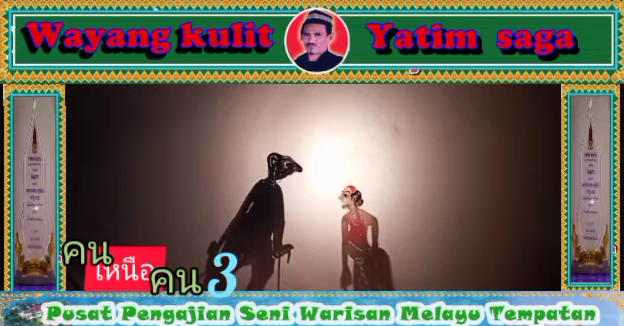 Wayang kulit Yatim saga
คน
เหนือ
คน 3
Pusat Pengajian Seni Warisan Melayu Tempatan